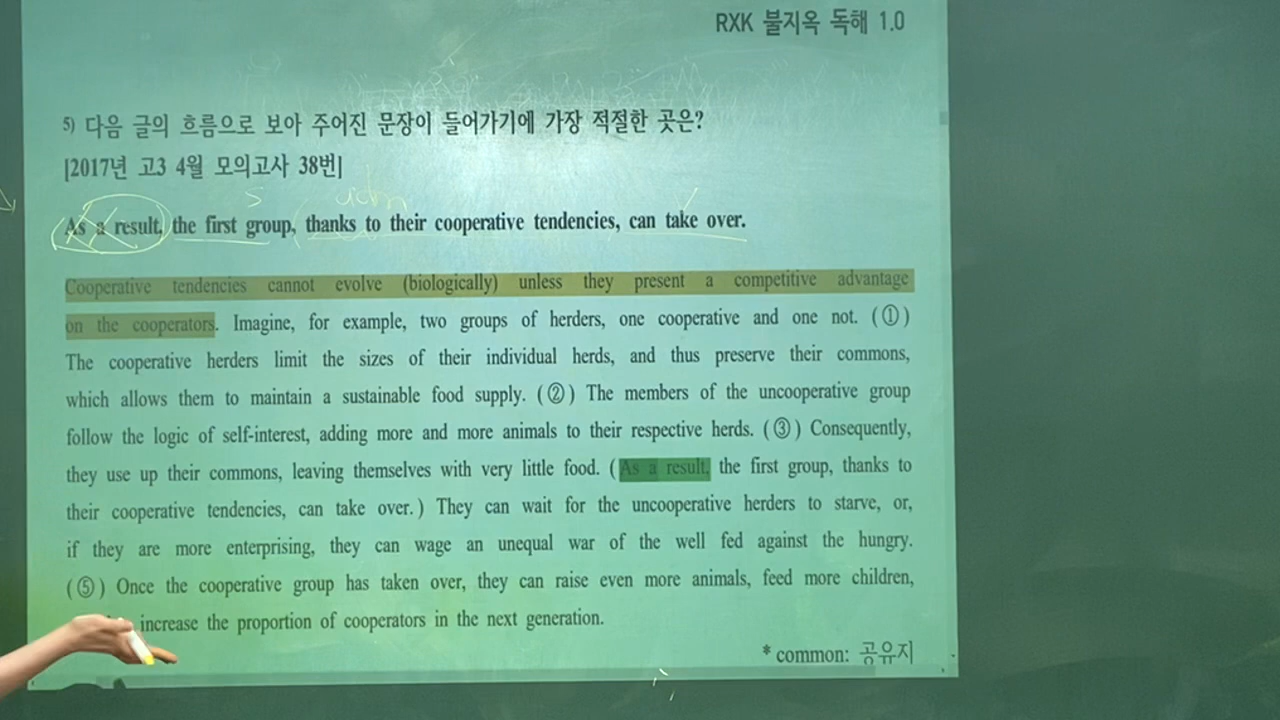 RXK 불지옥 독해 1.0
5) 다음 글의 흐름으로 보아 주어진 문장이 들어가기에 가장 적절한 곳은?
[2017년 고3 4월 모의고사 38번]
S adv
As a result, the first group, thanks to their cooperative tendencies, can take over.
Cooperative tendencies cannot evolve (biologically) unless they present a competitive advantage
on the cooperators. Imagine, for example, two groups of herders, one cooperative and one not. (①)
The cooperative herders limit the sizes of their individual herds, and thus preserve their commons,
which allows them to maintain a sustainable food supply. (②) The members of the uncooperative group
follow the logic of self-interest, adding more and more animals to their respective herds. (③) Consequently,
they use up their commons, leaving themselves with very little food. (As a result, the first group, thanks to
their cooperative tendencies, can take over.) They can wait for the uncooperative herders to starve, or,
if they are more enterprising, they can wage an unequal war of the well fed against the hungry.
(⑤) Once the cooperative group has taken over, they can raise even more animals, feed more children,
increase the proportion of cooperators in the next generation.
* common: 공유지